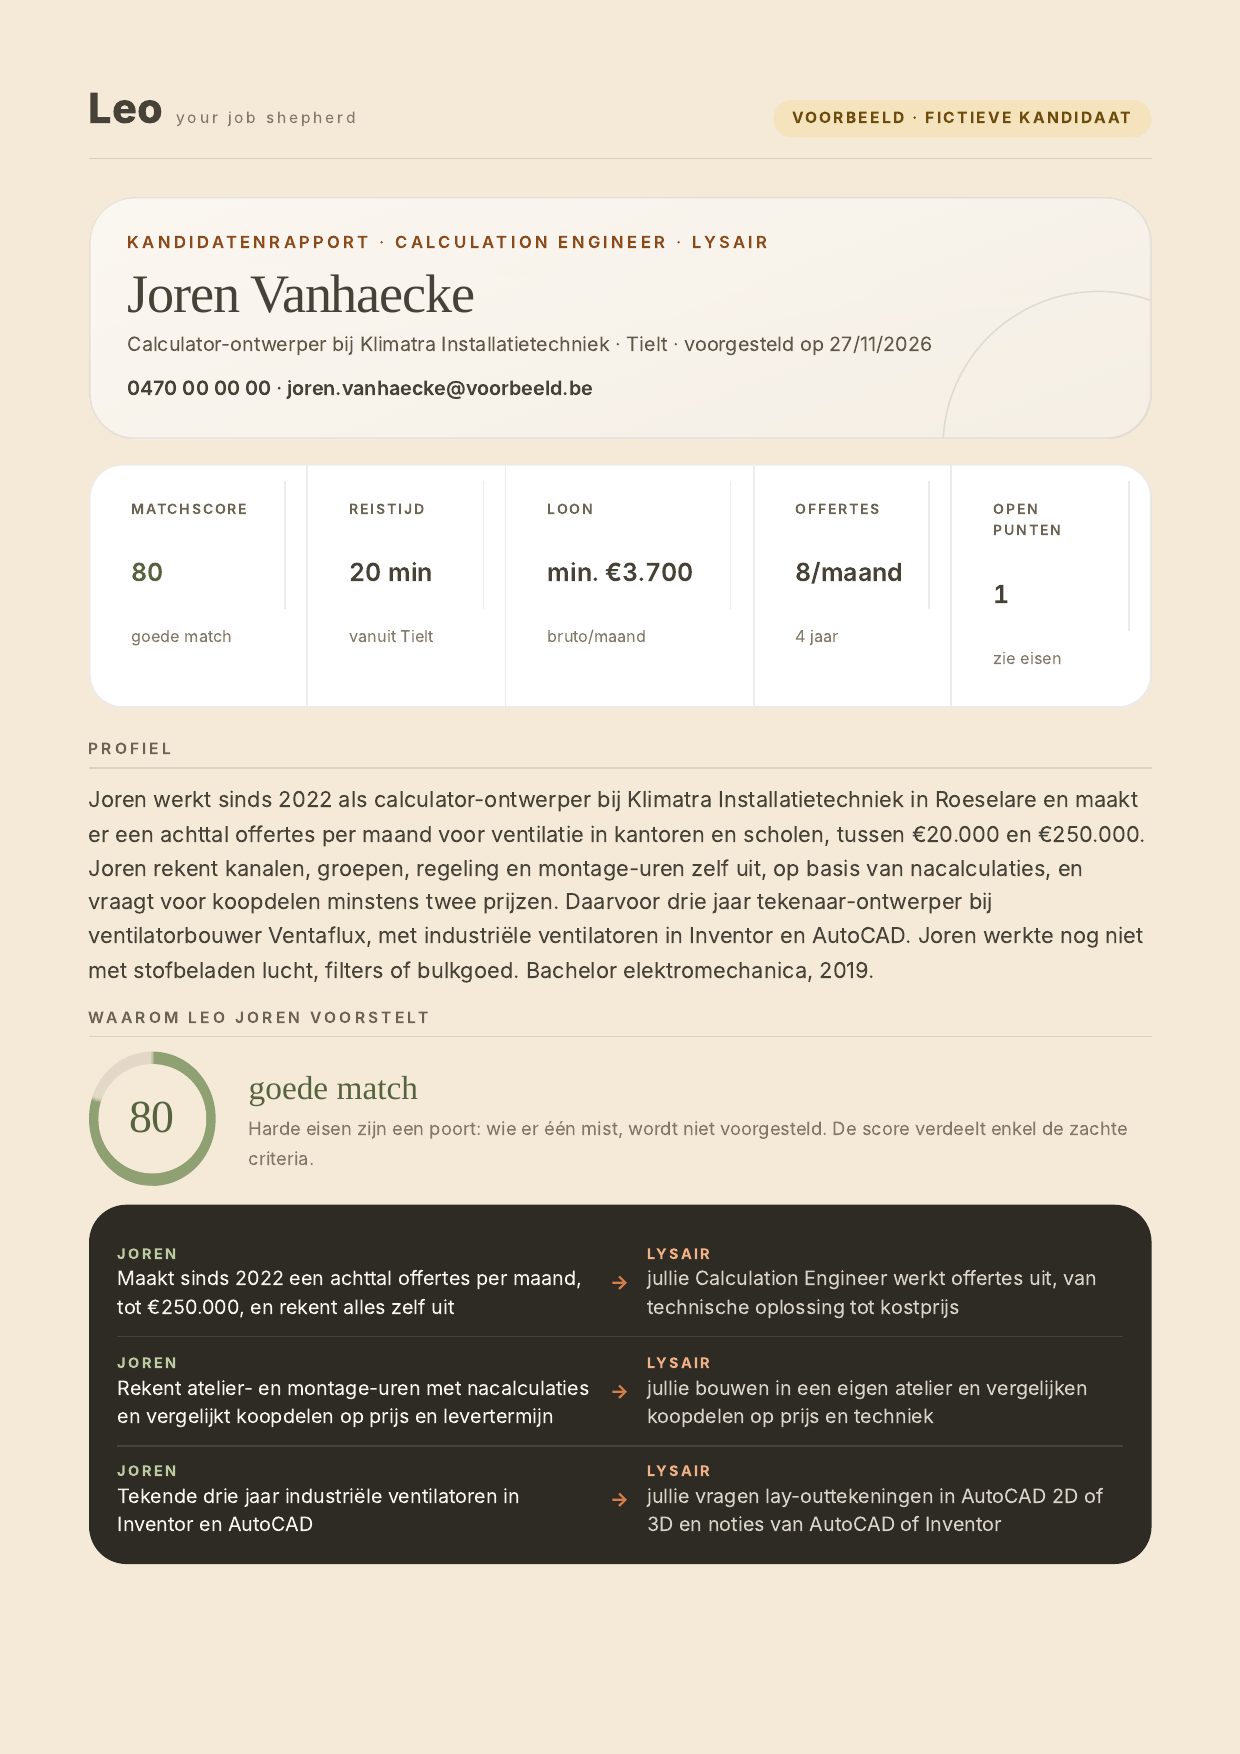 Leo your job shepherd
VOORBEELD · FICTIEVE KANDIDAAT
KANDIDATENRAPPORT · CALCULATION ENGINEER · LYSAIR
Joren Vanhaecke
Calculator-ontwerper bij Klimatra Installatietechniek · Tielt · voorgesteld op 27/11/2026
0470 00 00 00 · joren.vanhaecke@voorbeeld.be
MATCHSCORE
80
goede match
REISTIJD
20 min
vanuit Tielt
LOON
min. €3.700
bruto/maand
OFFERTES
8/maand
4 jaar
OPEN
PUNTEN
1
zie eisen
PROFIEL
Joren werkt sinds 2022 als calculator-ontwerper bij Klimatra Installatietechniek in Roeselare en maakt
er een achttal offertes per maand voor ventilatie in kantoren en scholen, tussen €20.000 en €250.000.
Joren rekent kanalen, groepen, regeling en montage-uren zelf uit, op basis van nacalculaties, en
vraagt voor koopdelen minstens twee prijzen. Daarvoor drie jaar tekenaar-ontwerper bij
ventilatorbouwer Ventaflux, met industriële ventilatoren in Inventor en AutoCAD. Joren werkte nog niet
met stofbeladen lucht, filters of bulkgoed. Bachelor elektromechanica, 2019.
WAAROM LEO JOREN VOORSTELT
80
goede match
Harde eisen zijn een poort: wie er één mist, wordt niet voorgesteld. De score verdeelt enkel de zachte
criteria.
JOREN
Maakt sinds 2022 een achttal offertes per maand,
tot €250.000, en rekent alles zelf uit
→
LYSAIR
jullie Calculation Engineer werkt offertes uit, van
technische oplossing tot kostprijs
JOREN
Rekent atelier- en montage-uren met nacalculaties
en vergelijkt koopdelen op prijs en levertermijn
→
LYSAIR
jullie bouwen in een eigen atelier en vergelijken
koopdelen op prijs en techniek
JOREN
Tekende drie jaar industriële ventilatoren in
Inventor en AutoCAD
→
LYSAIR
jullie vragen lay-outtekeningen in AutoCAD 2D of
3D en noties van AutoCAD of Inventor